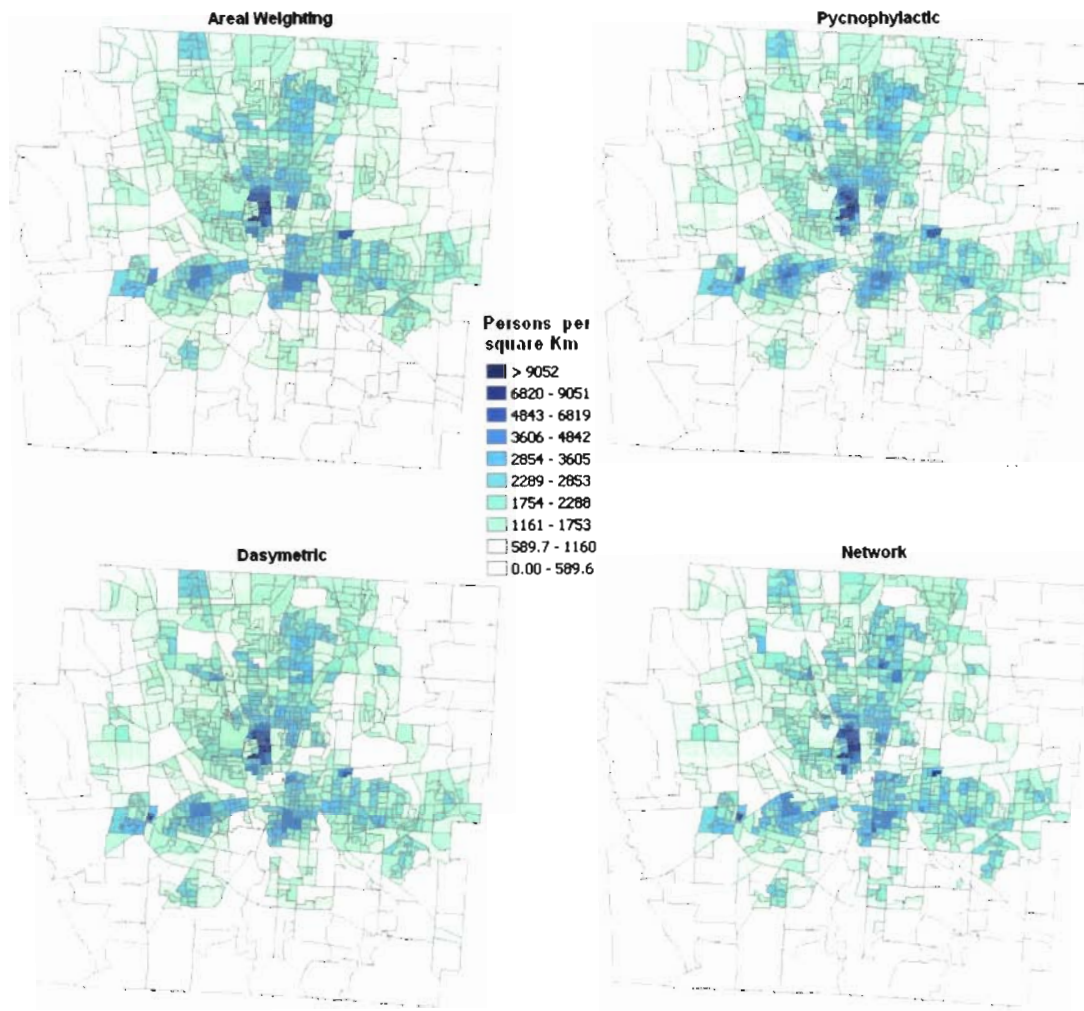 Areal Weighting
Pycnophylactic
Persons per
square Km
> 9052
6820 - 9051
4843 - 6819
3606 - 4842
2854 - 3605
2289 - 2853
1754 - 2288
1161 - 1753
589.7 - 1160
0.00 - 589.6
Dasymetric
Network